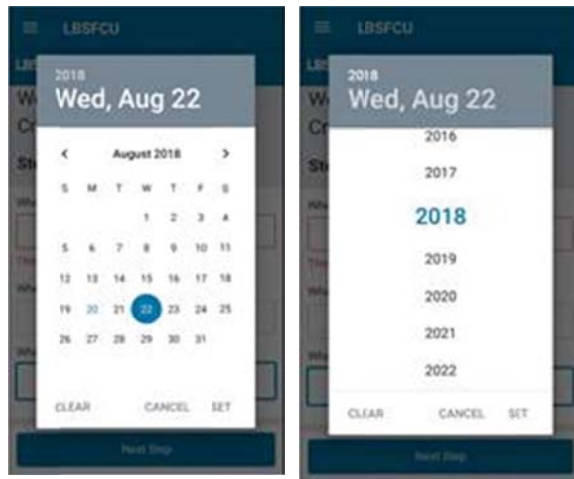 LBSFCU
2018
Wed, Aug 22
< August 2018 >
S M T W T F S
1 2 3 4
5 6 7 8 9 10 11
12 13 14 15 16 17 18
19 20 21 22 23 24 25
26 27 28 29 30 31
CLEAR CANCEL SET
Next Step
LBSFCU
2018
Wed, Aug 22
2016
2017
2018
2019
2020
2021
2022
CLEAR CANCEL SET
Next Step